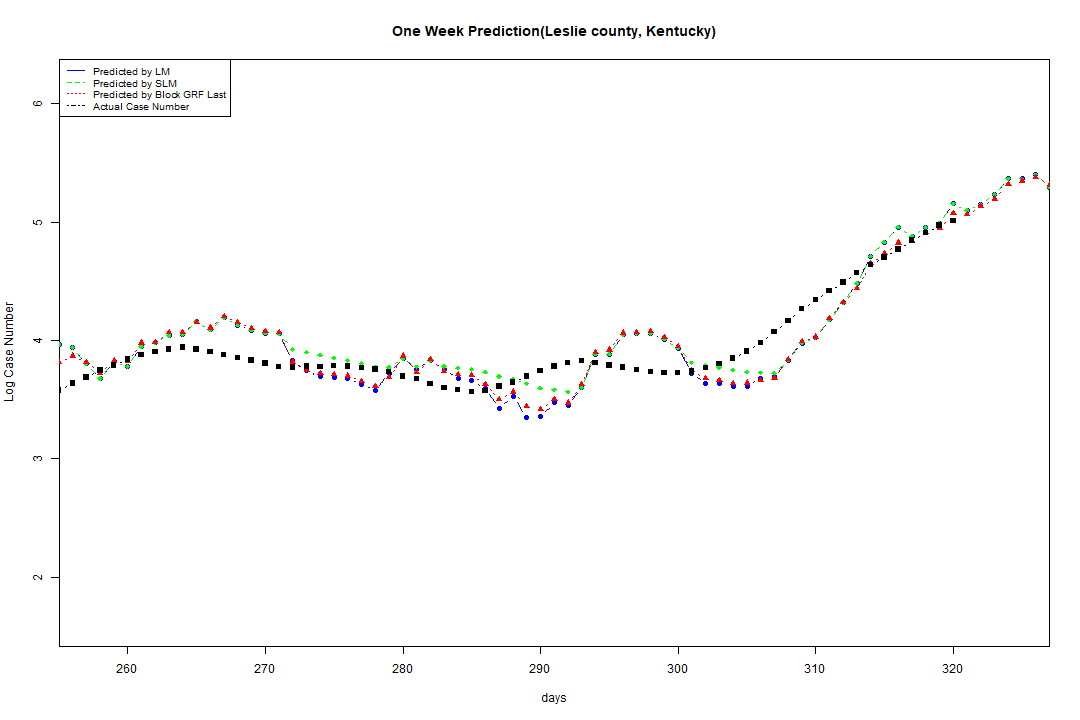 One Week Prediction(Leslie county, Kentucky)
Predicted by LM
Predicted by SLM
Predicted by Block GRF Last
Actual Case Number
6
5
4
3
2
Log Case Number
260 270 280 290 300 310 320
days